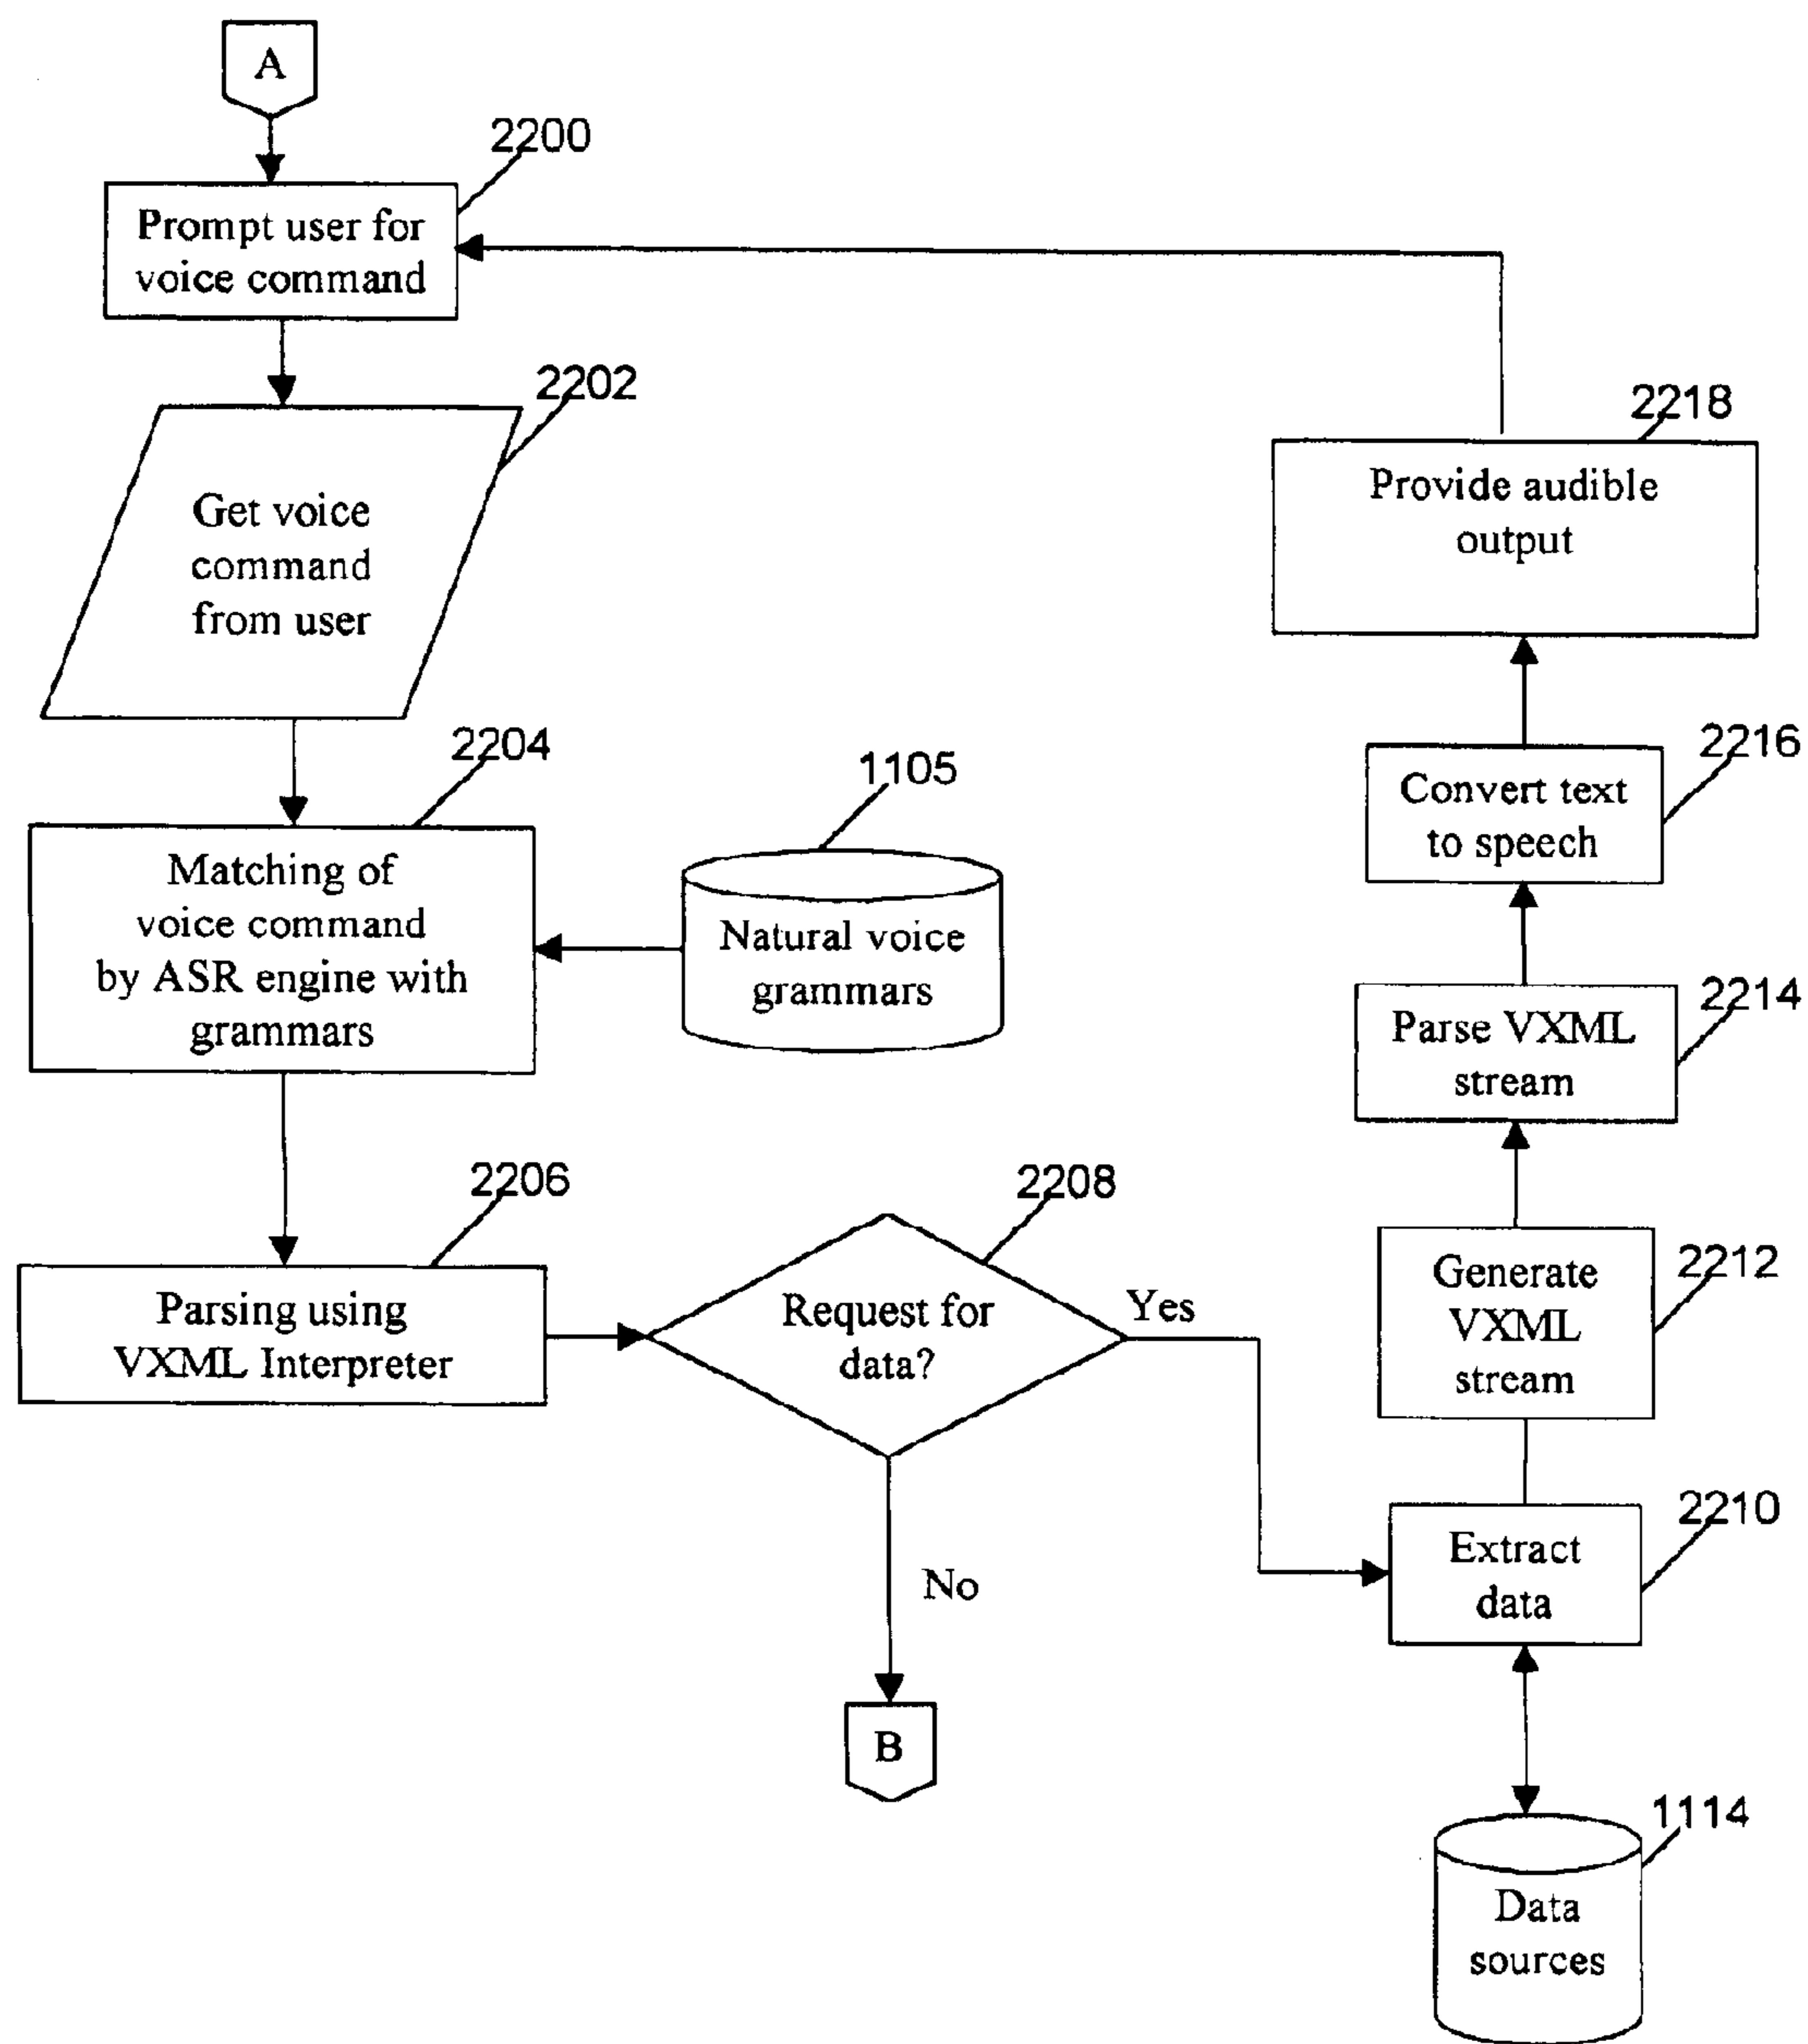 A
2200
Prompt user for
voice command
2202
Get voice
command
from user
2204
Matching of
voice command
by ASR engine with
grammars
1105
Natural voice
grammars
2206
Parsing using
VXML Interpreter
2208
Request for
data?
Yes
No
B
2218
Provide audible
output
2216
Convert text
to speech
2214
Parse VXML
stream
2212
Generate
VXML
stream
2210
Extract
data
1114
Data
sources